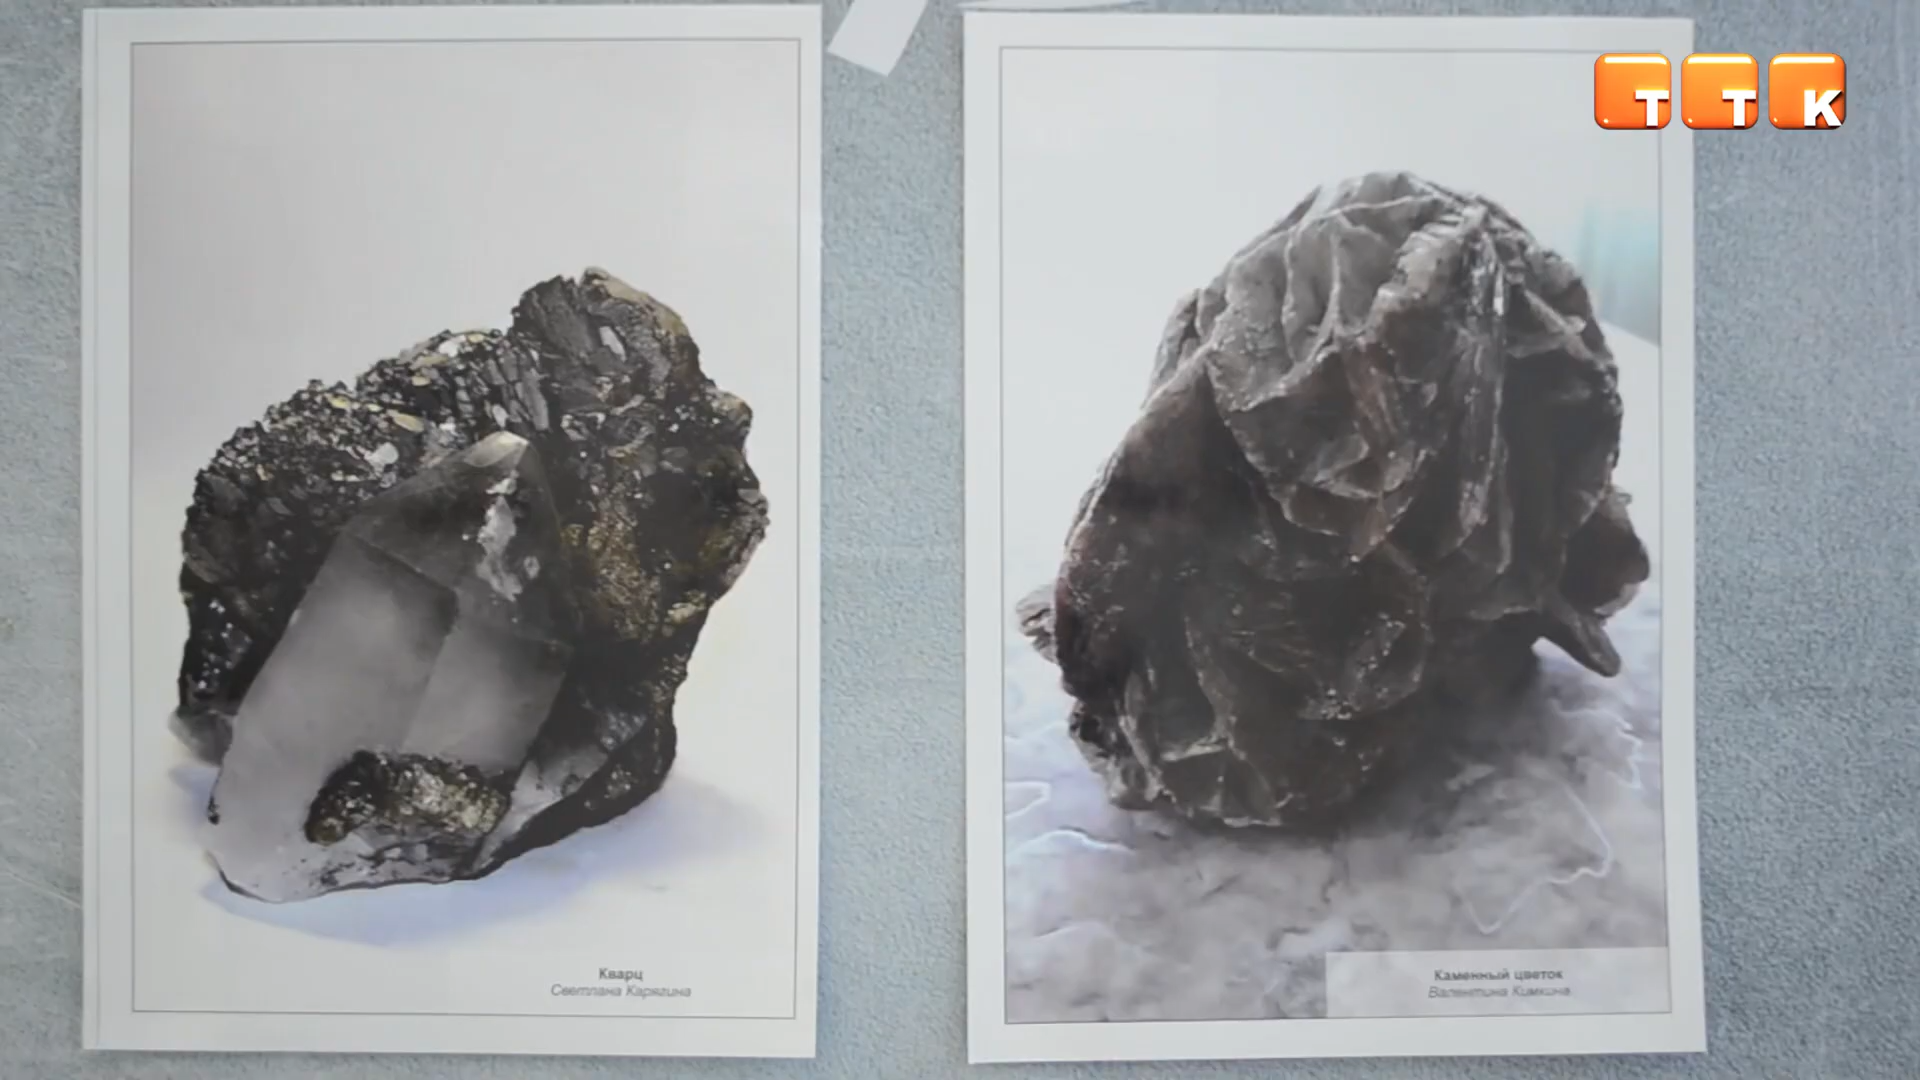 ТТК
Кварц
Светлана Карягина
Каменный цветок
Валентина Кимкина